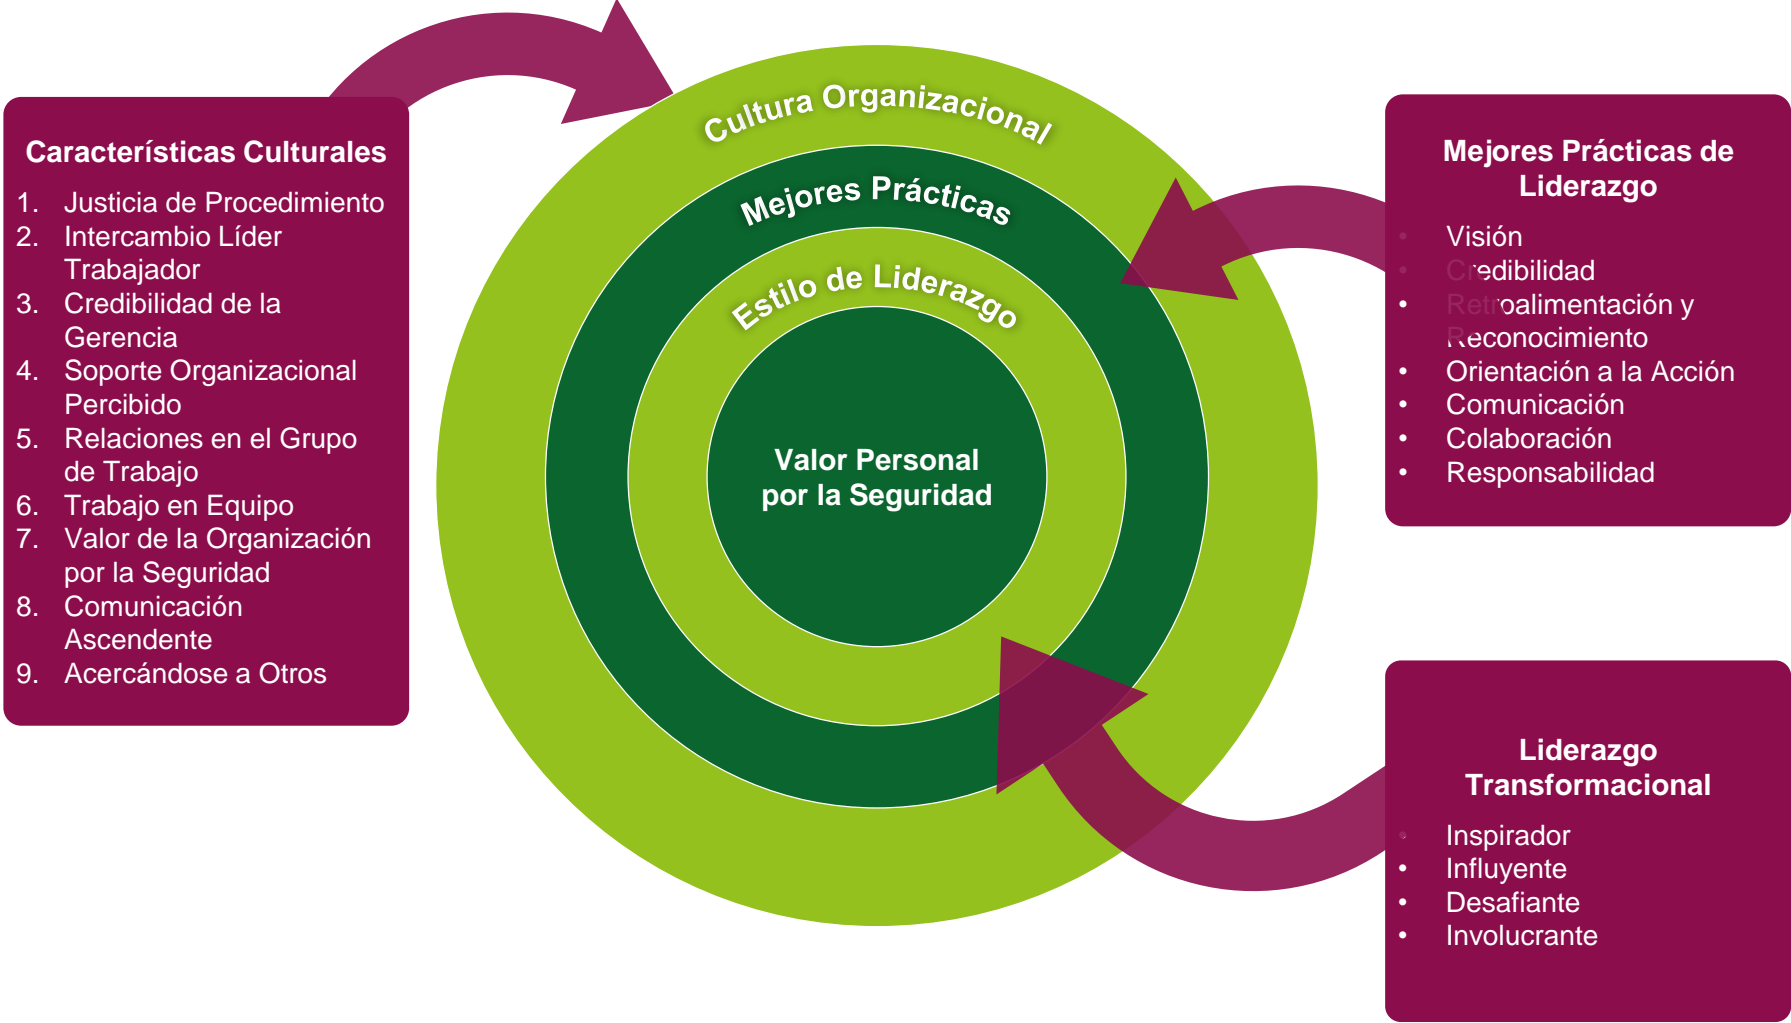 Características Culturales
1. Justicia de Procedimiento
2. Intercambio Líder
Trabajador
3. Credibilidad de la
Gerencia
4. Soporte Organizacional
Percibido
5. Relaciones en el Grupo
de Trabajo
6. Trabajo en Equipo
7. Valor de la Organización
por la Seguridad
8. Comunicación
Ascendente
9. Acercándose a Otros
Cultura Organizacional
Mejores Prácticas
Estilo de Liderazgo
Valor Personal
por la Seguridad
Mejores Prácticas de
Liderazgo
• Visión
• Credibilidad
• Retroalimentación y
Reconocimiento
• Orientación a la Acción
• Comunicación
• Colaboración
• Responsabilidad
Liderazgo
Transformacional
• Inspirador
• Influyente
• Desafiante
• Involucrante